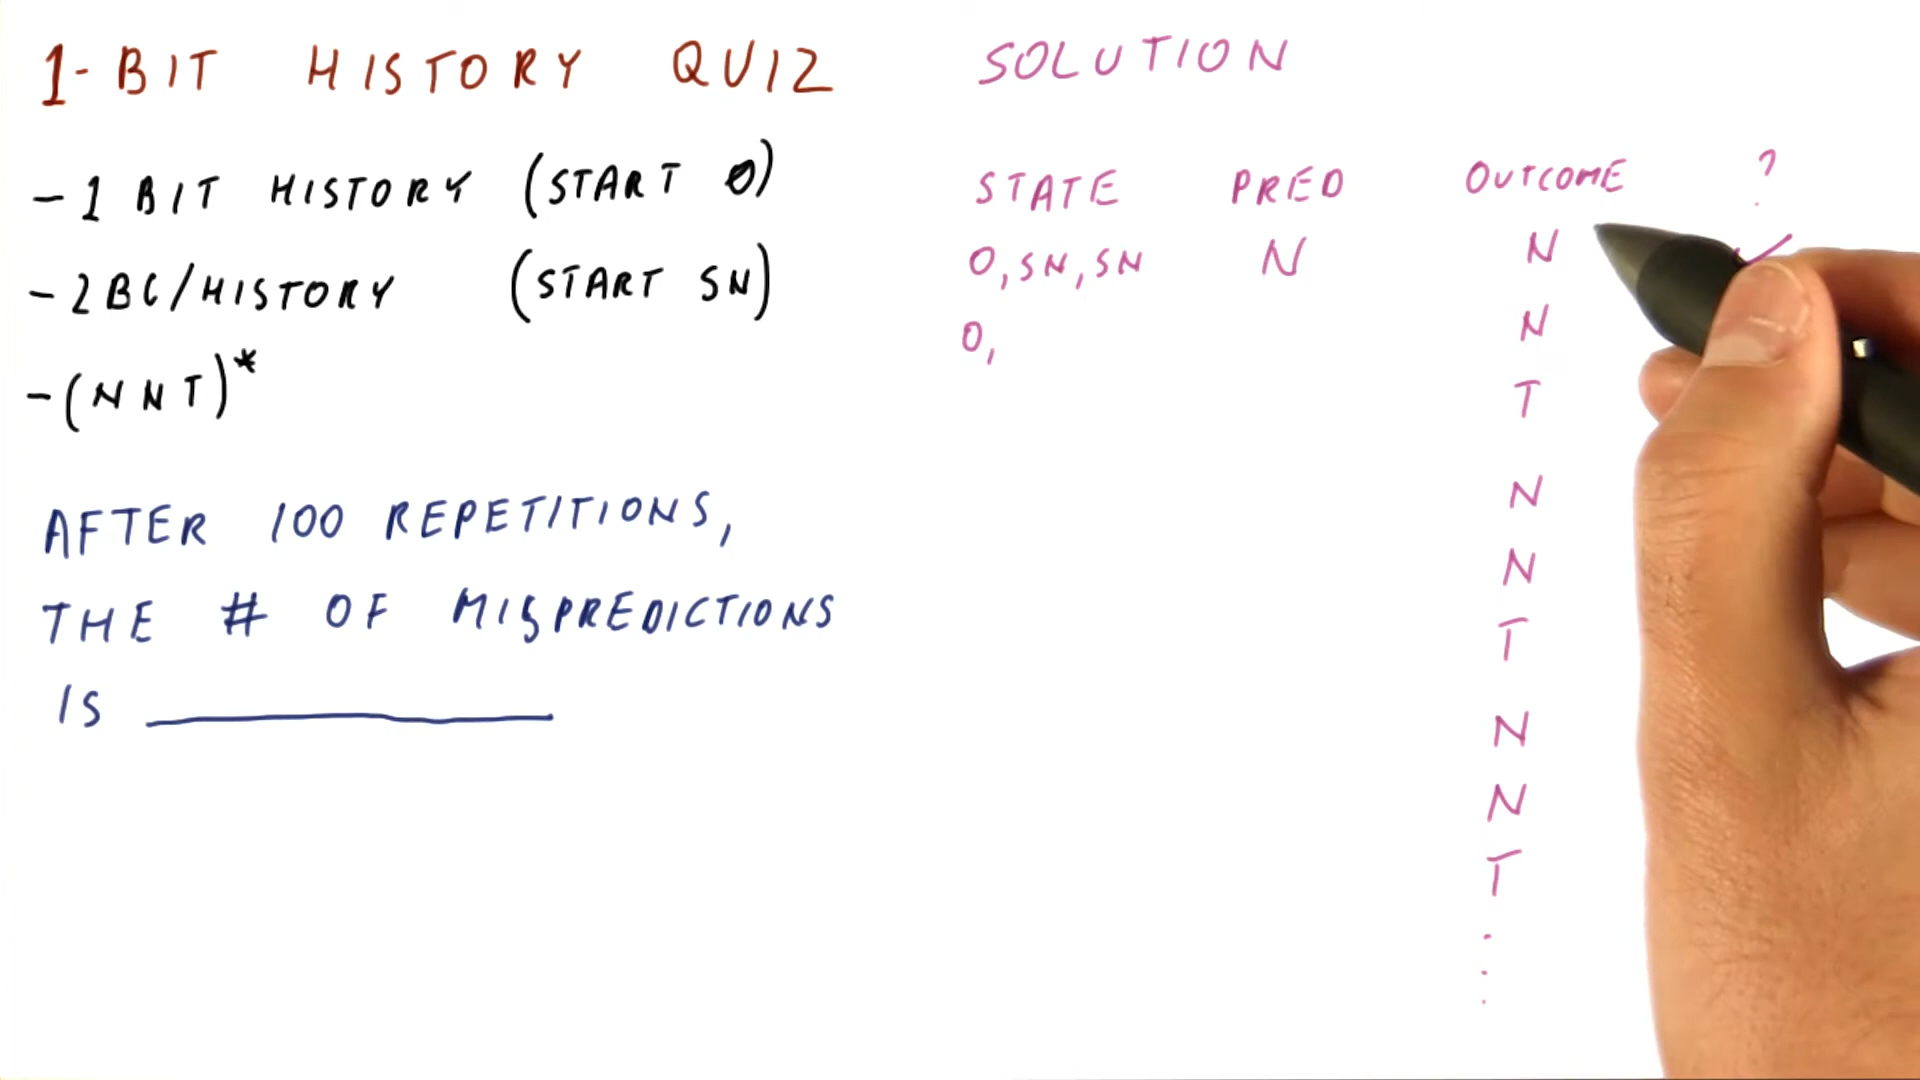 1-BIT HISTORY QUIZ
-1 BIT HISTORY (START 0)
-2BC/HISTORY (START SN)
-(NNT)*
AFTER 100 REPETITIONS,
THE # OF MISPREDICTIONS
IS
SOLUTION
STATE PRED OUTCOME ?
0,SN,SN N N ✓
0, N
T
N
N
T
N
N
T